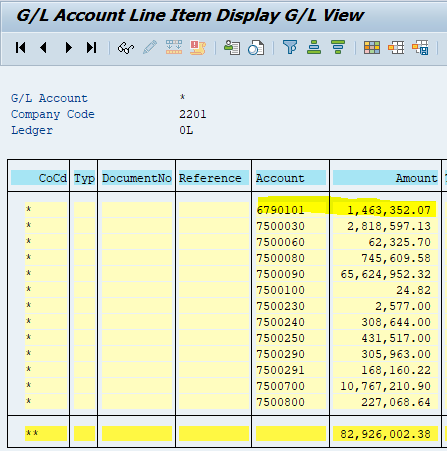 G/L Account Line Item Display G/L View
G/L Account *
Company Code 2201
Ledger 0L
CoCd Typ DocumentNo Reference Account Amount
* 6790101 1,463,352.07
* 7500030 2,818,597.13
* 7500060 62,325.70
* 7500080 745,609.58
* 7500090 65,624,952.32
* 7500100 24.82
* 7500230 2,577.00
* 7500240 308,644.00
* 7500250 431,517.00
* 7500290 305,963.00
* 7500291 168,160.22
* 7500700 10,767,210.90
* 7500800 227,068.64
** 82,926,002.38